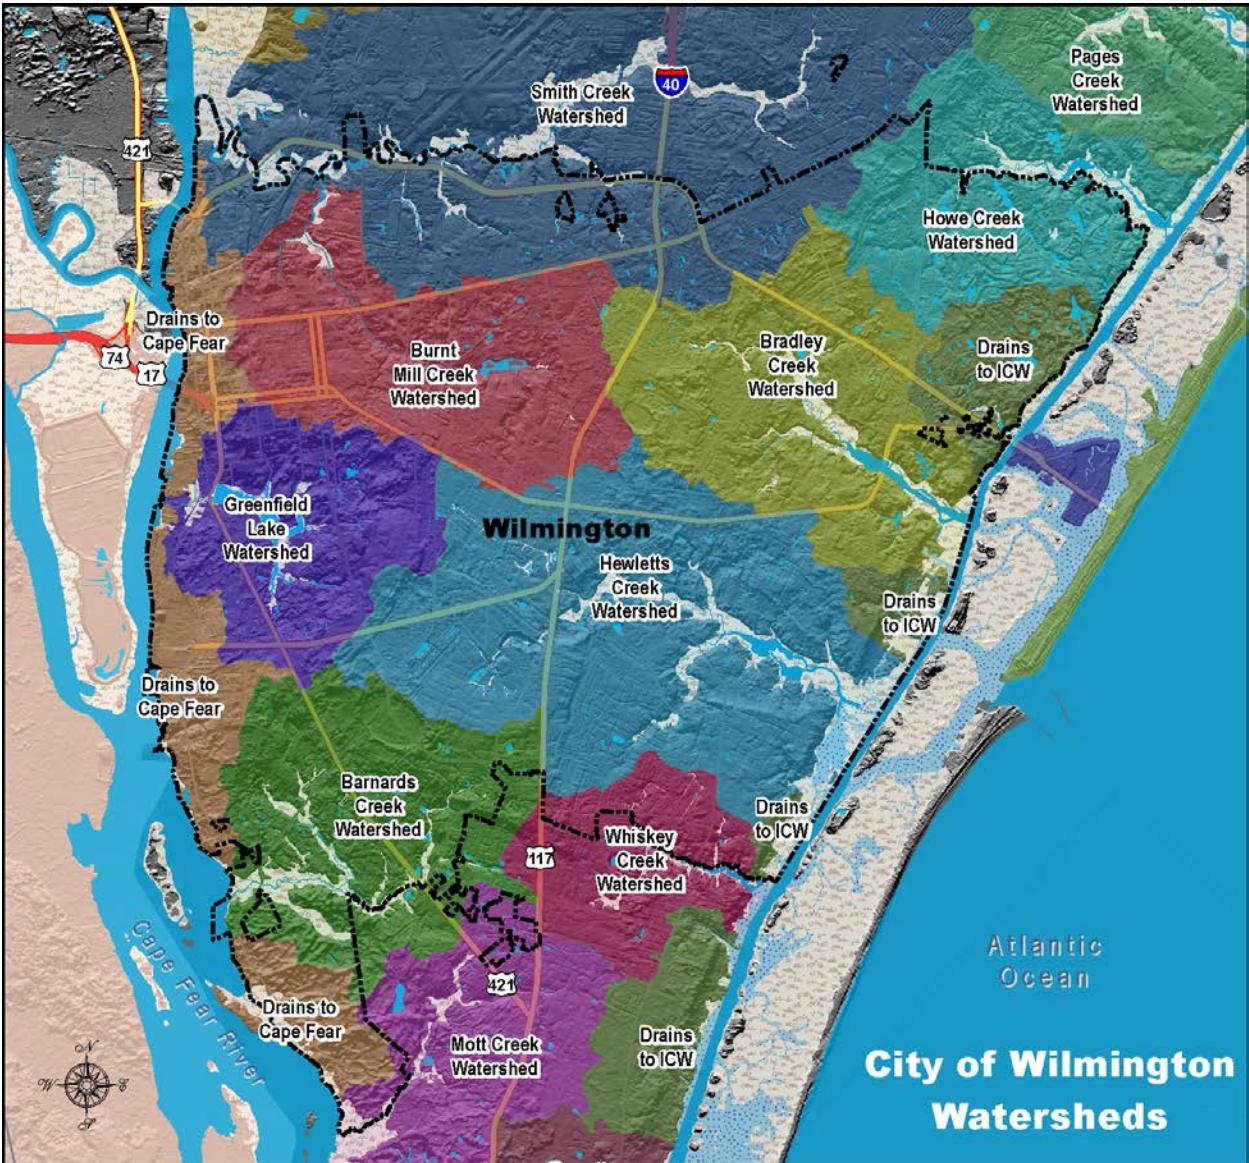 Pages
Creek
Watershed
40
Smith Creek
Watershed
421
Howe Creek
Watershed
Drains to
Cape Fear
74
17
Burnt
Mill Creek
Watershed
Bradley
Creek
Watershed
Drains
to ICW
Greenfield
Lake
Watershed
Wilmington
Hewletts
Creek
Watershed
Drains
to ICW
Drains to
Cape Fear
Barnards
Creek
Watershed
Drains
to ICW
Whiskey
Creek
Watershed
117
Cape Fear River
Atlantic
Ocean
421
Drains to
Cape Fear
Mott Creek
Watershed
Drains
to ICW
N
W
E
S
City of Wilmington
Watersheds